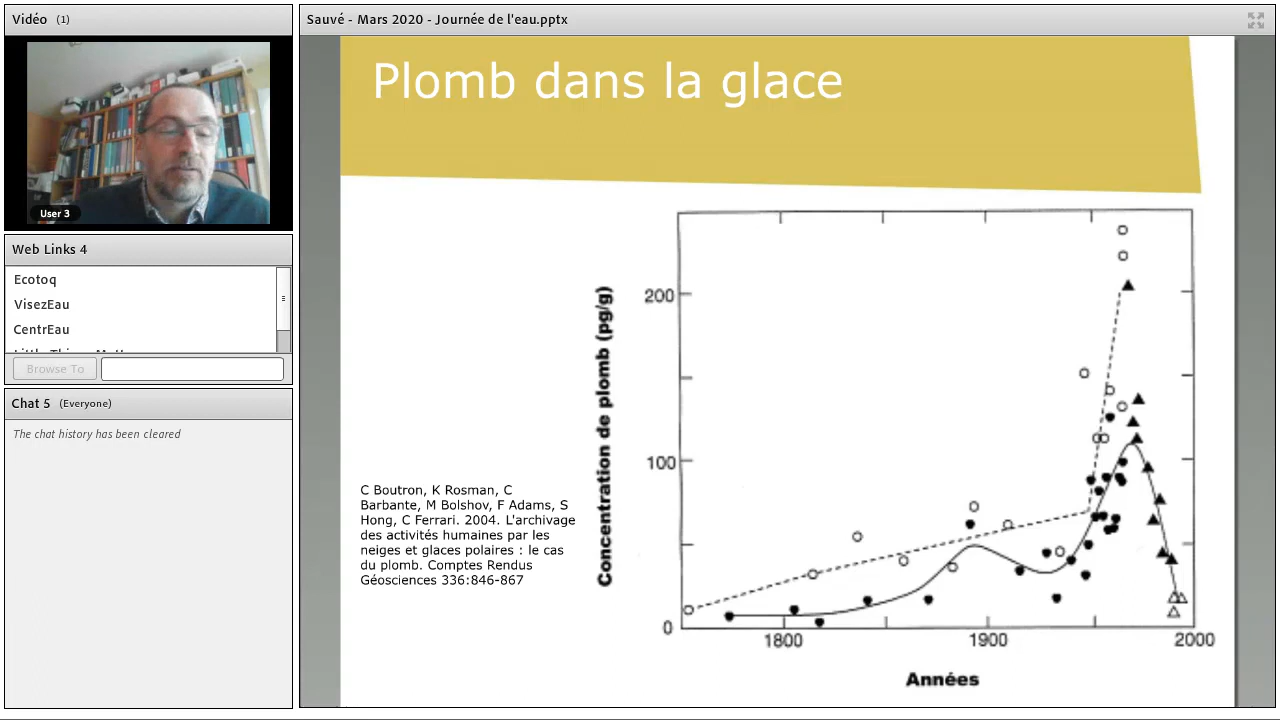 Vidéo (1)
User 3
Web Links 4
Ecotoq
VisezEau
CentrEau
Browse To
Chat 5 (Everyone)
The chat history has been cleared
Sauvé - Mars 2020 - Journée de l'eau.pptx
Plomb dans la glace
C Boutron, K Rosman, C
Barbante, M Bolshov, F Adams, S
Hong, C Ferrari. 2004. L'archivage
des activités humaines par les
neiges et glaces polaires : le cas
du plomb. Comptes Rendus
Géosciences 336:846-867
Concentration de plomb (pg/g)
200
100
0
1800 1900 2000
Années